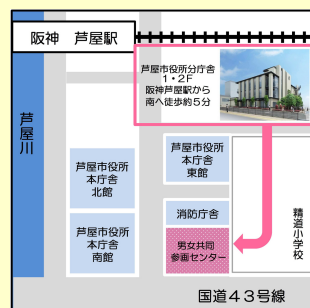 阪神　芦屋駅
芦屋市役所分庁舎
1・2F
阪神芦屋駅から
南へ徒歩約５分
芦屋川
芦屋市役所
本庁舎
東館
芦屋市役所
本庁舎
北館
消防庁舎
精道小学校
芦屋市役所
本庁舎
南館
男女共同
参画センター
国道４３号線